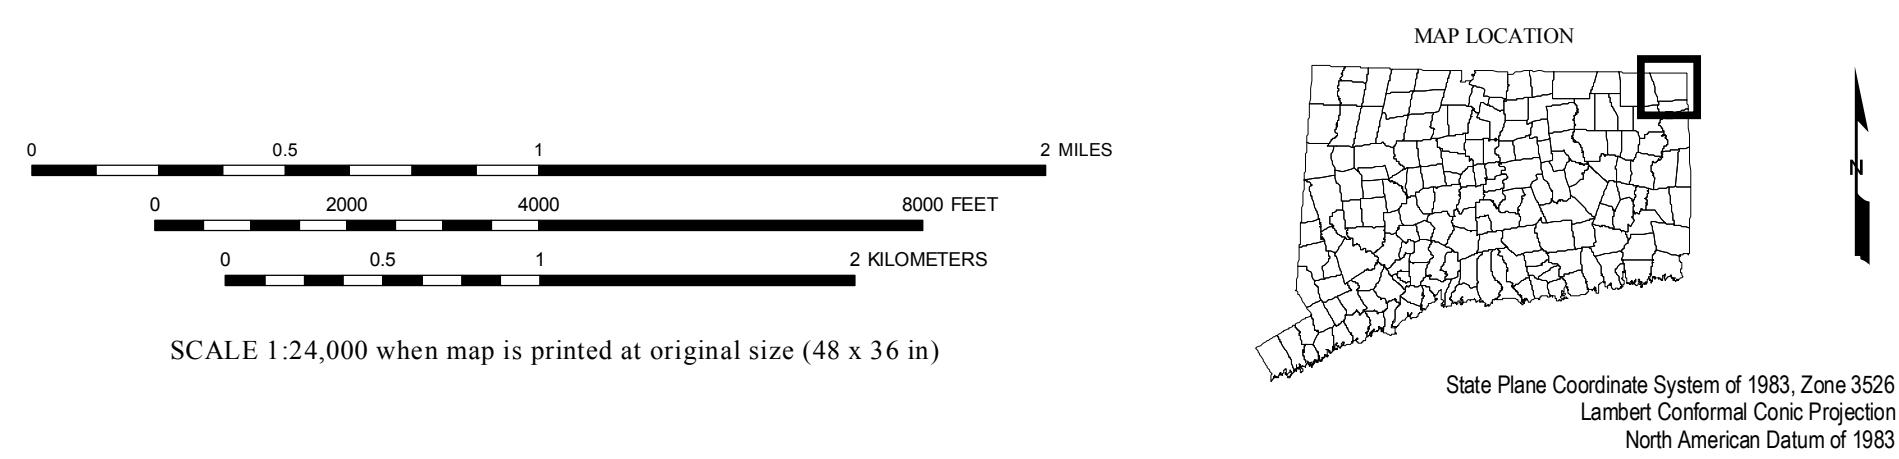 0 0.5 1 2 MILES
0 2000 4000 8000 FEET
0 0.5 1 2 KILOMETERS
SCALE 1:24,000 when map is printed at original size (48 x 36 in)
MAP LOCATION
N
State Plane Coordinate System of 1983, Zone 3526
Lambert Conformal Conic Projection
North American Datum of 1983